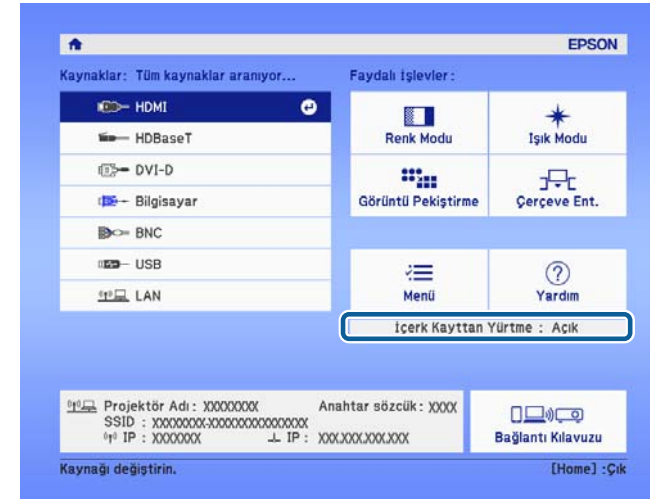 EPSON
Kaynaklar: Tüm kaynaklar aranıyor...
Faydalı İşlevler:
HDMI
HDBaseT
DVI-D
Bilgisayar
BNC
USB
LAN
Renk Modu
Işık Modu
Görüntü Pekiştirme
Çerçeve Ent.
Menü
Yardım
İçerk Kayttan Yürtme : Açık
Projektör Adı: XXXXXXXX
Anahtar sözcük: XXXX
SSID : XXXXXXXX-XXXXXXXXXXXXXXXX
IP : XXXXXXX
IP : XXX.XXX.XXX.XXX
Bağlantı Kılavuzu
Kaynağı değiştirin.
[Home] :Çık